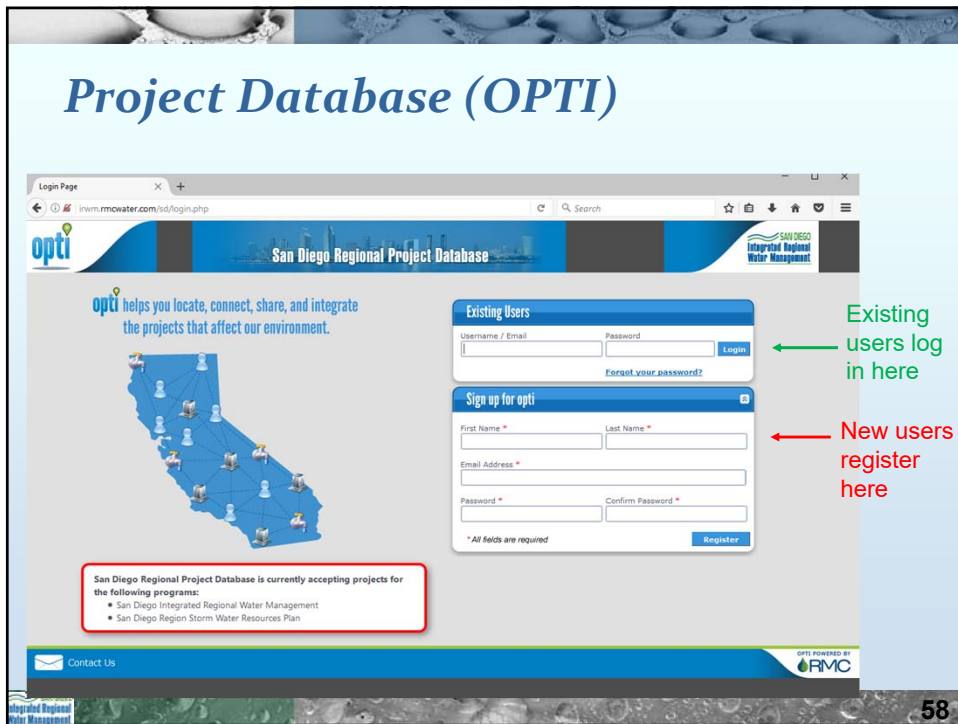 Project Database (OPTI)
Login Page
irwm.rmcwater.com/sd/login.php
Search
opti
San Diego Regional Project Database
SAN DIEGO
Integrated Regional
Water Management
opti helps you locate, connect, share, and integrate
the projects that affect our environment.
Existing Users
Username / Email
Password
Login
Forgot your password?
Existing
users log
in here
Sign up for opti
First Name *
Last Name *
Email Address *
Password *
Confirm Password *
* All fields are required
Register
New users
register
here
San Diego Regional Project Database is currently accepting projects for
the following programs:
• San Diego Integrated Regional Water Management
• San Diego Region Storm Water Resources Plan
Contact Us
OPTI POWERED BY
RMC
Integrated Regional
Water Management
58